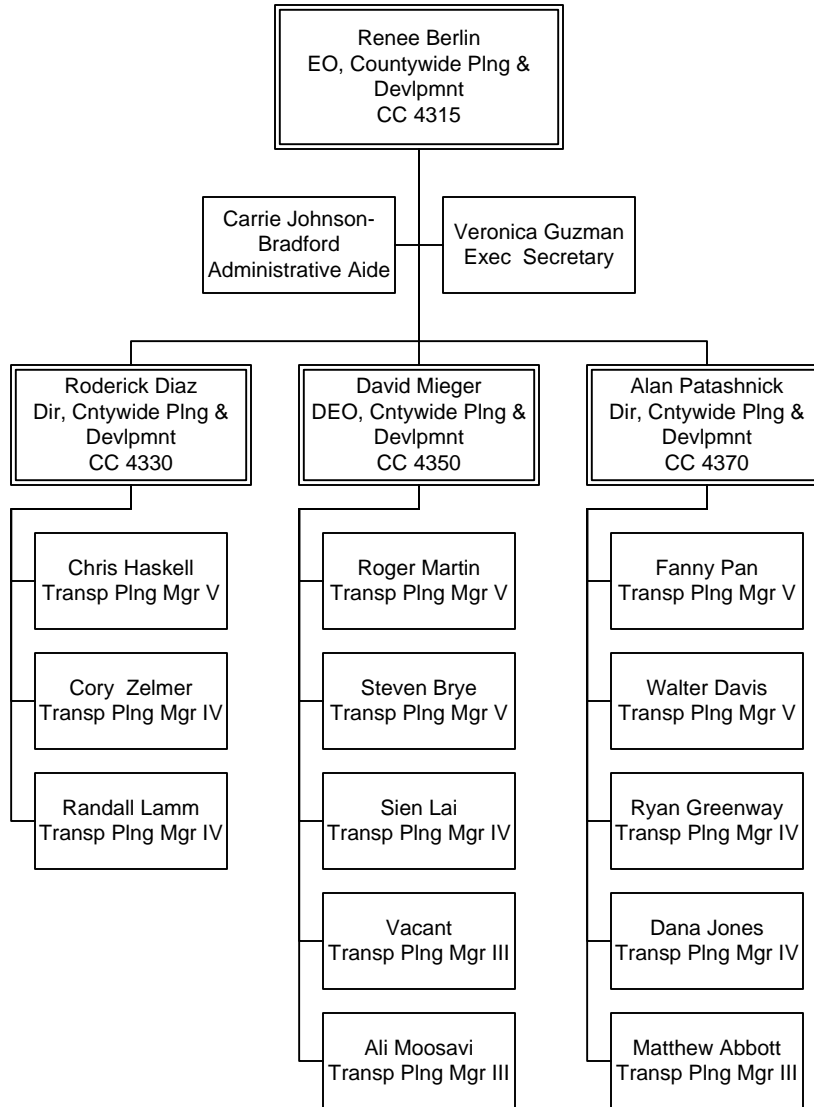 Renee Berlin
EO, Countywide Plng &
Devlpmnt
CC 4315
Carrie Johnson-
Bradford
Administrative Aide
Veronica Guzman
Exec Secretary
Roderick Diaz
Dir, Cntywide Plng &
Devlpmnt
CC 4330
Chris Haskell
Transp Plng Mgr V
Cory Zelmer
Transp Plng Mgr IV
Randall Lamm
Transp Plng Mgr IV
David Mieger
DEO, Cntywide Plng &
Devlpmnt
CC 4350
Roger Martin
Transp Plng Mgr V
Steven Brye
Transp Plng Mgr V
Sien Lai
Transp Plng Mgr IV
Vacant
Transp Plng Mgr III
Ali Moosavi
Transp Plng Mgr III
Alan Patashnick
Dir, Cntywide Plng &
Devlpmnt
CC 4370
Fanny Pan
Transp Plng Mgr V
Walter Davis
Transp Plng Mgr V
Ryan Greenway
Transp Plng Mgr IV
Dana Jones
Transp Plng Mgr IV
Matthew Abbott
Transp Plng Mgr III